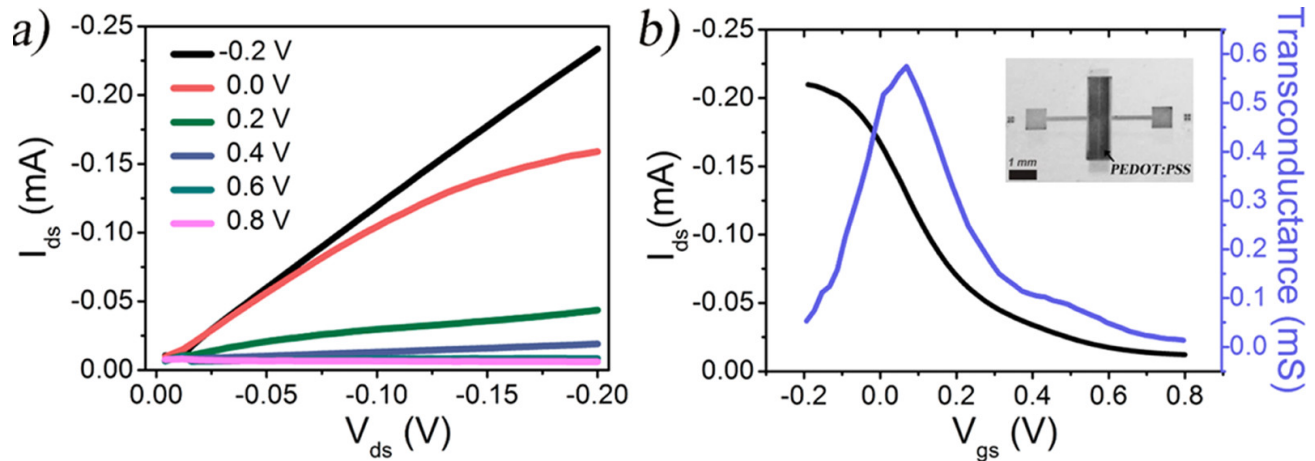 a)
-0.25
-0.20
-0.15
-0.10
-0.05
0.00
I_ds (mA)
-0.2 V
0.0 V
0.2 V
0.4 V
0.6 V
0.8 V
0.00
-0.05
-0.10
-0.15
-0.20
V_ds (V)
b)
-0.25
-0.20
-0.15
-0.10
-0.05
0.00
I_ds(mA)
1 mm
PEDOT:PSS
-0.2
0.0
0.2
0.4
0.6
0.8
V_gs (V)
0.6
0.5
0.4
0.3
0.2
0.1
0.0
Transconductance (mS)